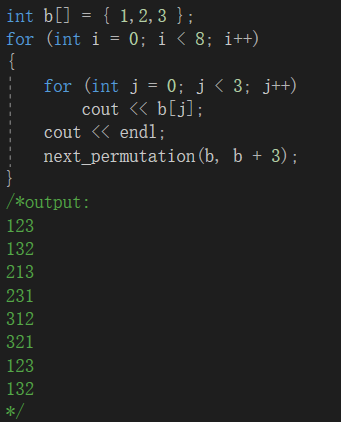 int b[] = { 1,2,3 };
for (int i = 0; i < 8; i++)
{
    for (int j = 0; j < 3; j++)
        cout << b[j];
    cout << endl;
    next_permutation(b, b + 3);
}
/*output:
123
132
213
231
312
321
123
132
*/